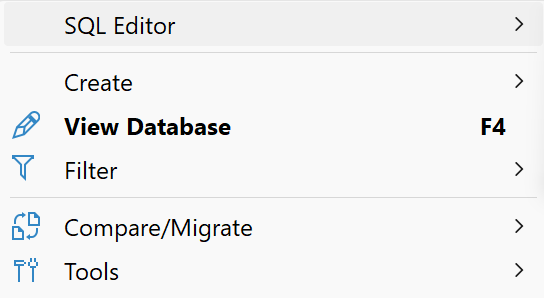 SQL Editor
Create
View Database F4
Filter
Compare/Migrate
Tools